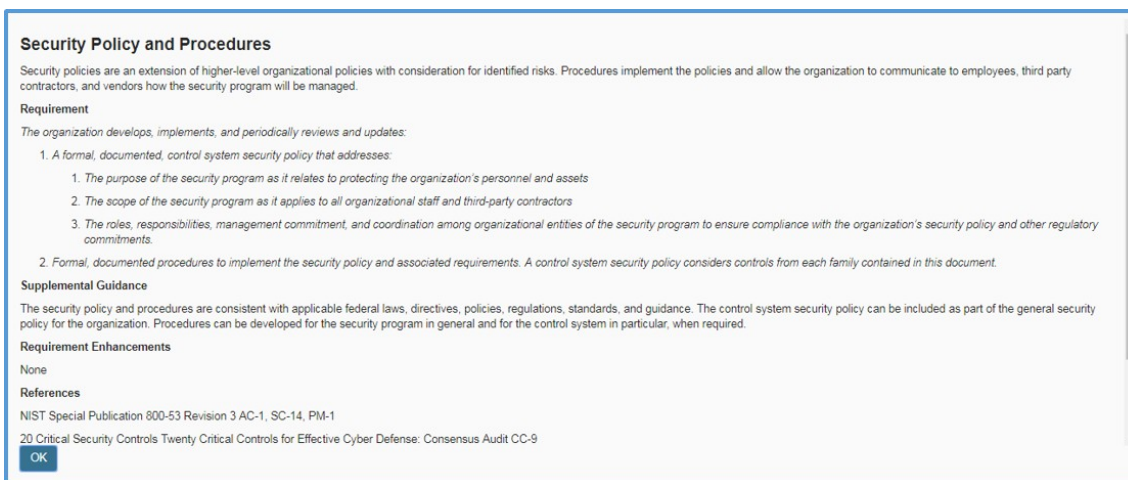 Security Policy and Procedures
Security policies are an extension of higher-level organizational policies with consideration for identified risks. Procedures implement the policies and allow the organization to communicate to employees, third party
contractors, and vendors how the security program will be managed.
Requirement
The organization develops, implements, and periodically reviews and updates:
1. A formal, documented, control system security policy that addresses:
1. The purpose of the security program as it relates to protecting the organization's personnel and assets
2. The scope of the security program as it applies to all organizational staff and third-party contractors
3. The roles, responsibilities, management commitment, and coordination among organizational entities of the security program to ensure compliance with the organization's security policy and other regulatory
commitments.
2. Formal, documented procedures to implement the security policy and associated requirements. A control system security policy considers controls from each family contained in this document.
Supplemental Guidance
The security policy and procedures are consistent with applicable federal laws, directives, policies, regulations, standards, and guidance. The control system security policy can be included as part of the general security
policy for the organization. Procedures can be developed for the security program in general and for the control system in particular, when required.
Requirement Enhancements
None
References
NIST Special Publication 800-53 Revision 3 AC-1, SC-14, PM-1
20 Critical Security Controls Twenty Critical Controls for Effective Cyber Defense: Consensus Audit CC-9
OK